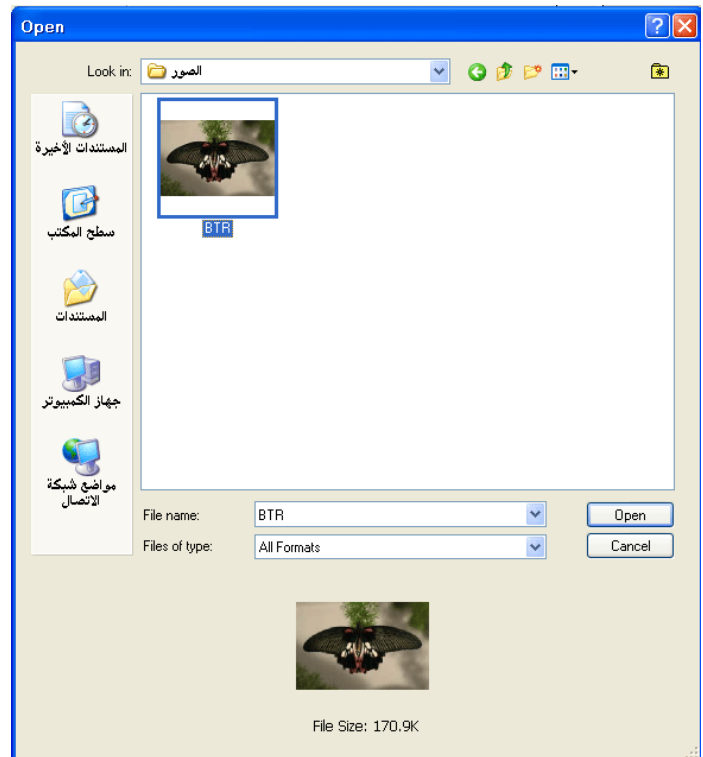 Open
Look in:
الصور
المستندات الأخيرة
سطح المكتب
المستندات
جهاز الكمبيوتر
مواضع شبكة
الاتصال
BTR
File name:
BTR
Open
Files of type:
All Formats
Cancel
File Size: 170.9K